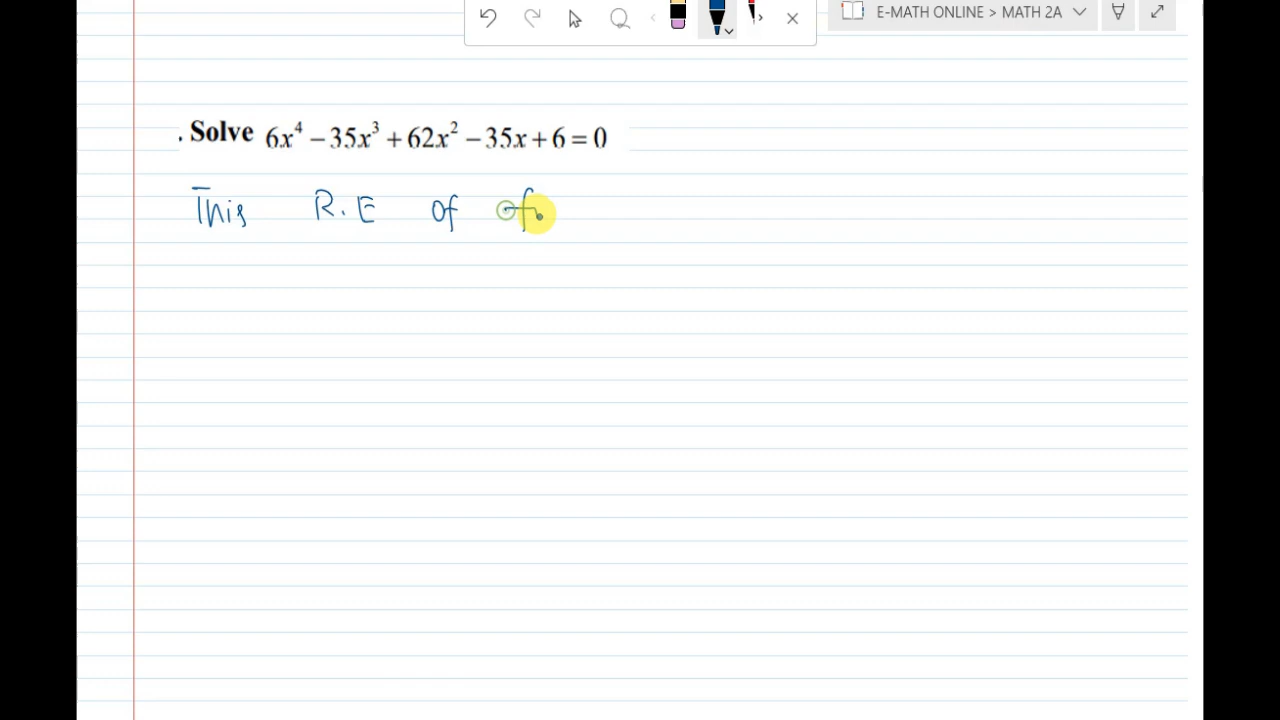 E-MATH ONLINE > MATH 2A
. Solve 6x⁴ − 35x³ + 62x² − 35x + 6 = 0
This R.E of